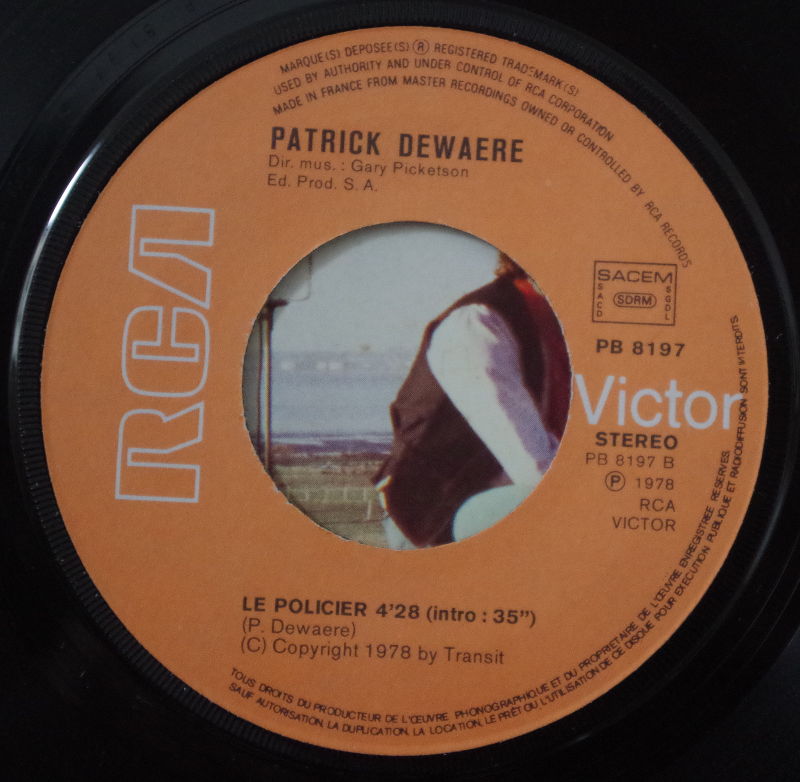 MARQUE(S) DEPOSEE(S) ® REGISTERED TRADEMARK(S)
USED BY AUTHORITY AND UNDER CONTROL OF RCA CORPORATION
MADE IN FRANCE FROM MASTER RECORDINGS OWNED OR CONTROLLED BY RCA RECORDS
PATRICK DEWAERE
Dir. mus. : Gary Picketson
Ed. Prod. S. A.
RCA
SACEM
SACD
SDRM
SGDL
PB 8197
Victor
STEREO
PB 8197 B
Ⓟ 1978
RCA
VICTOR
LE POLICIER 4'28 (intro : 35")
(P. Dewaere)
(C) Copyright 1978 by Transit
TOUS DROITS DU PRODUCTEUR DE L'ŒUVRE PHONOGRAPHIQUE ET DU PROPRIETAIRE DE L'ŒUVRE ENREGISTREE RESERVES
SAUF AUTORISATION, LA DUPLICATION, LA LOCATION, LE PRÊT OU L'UTILISATION DE CE DISQUE POUR EXECUTION PUBLIQUE ET RADIODIFFUSION SONT INTERDITS.